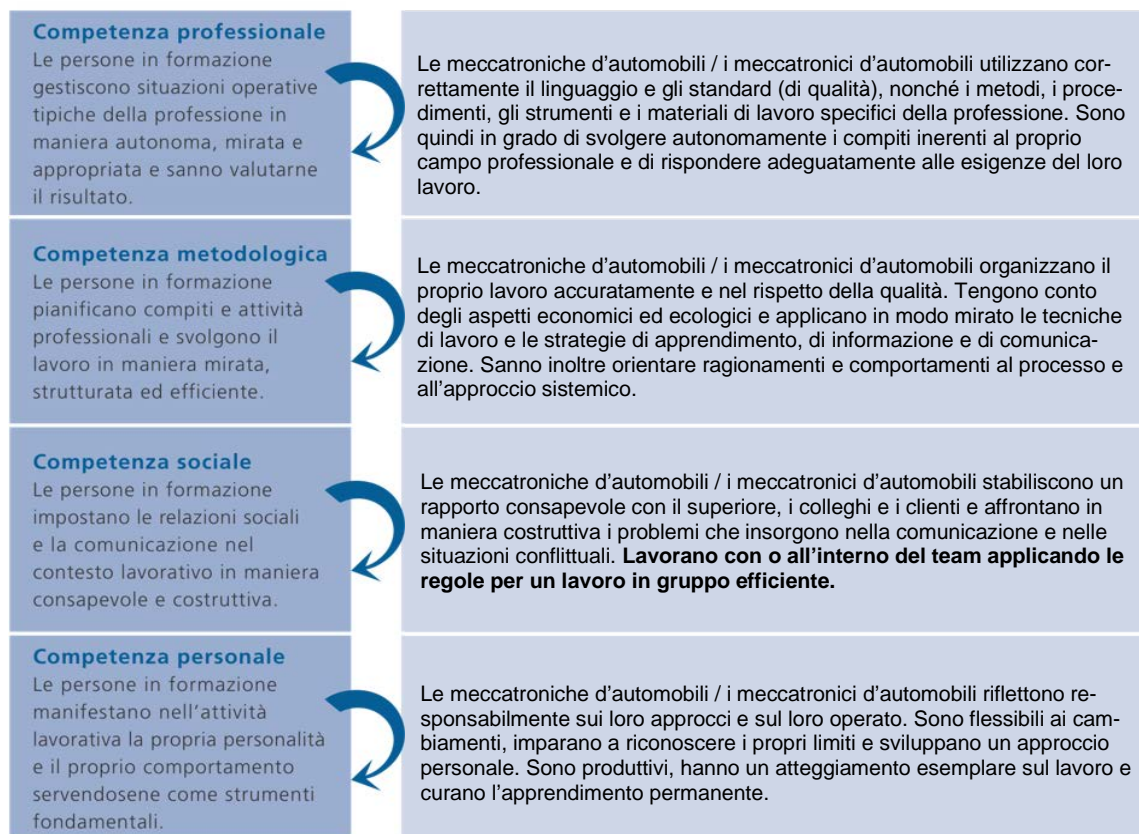 Competenza professionale
Le persone in formazione
gestiscono situazioni operative
tipiche della professione in
maniera autonoma, mirata e
appropriata e sanno valutarne
il risultato.
Le meccatroniche d'automobili / i meccatronici d'automobili utilizzano cor-
rettamente il linguaggio e gli standard (di qualità), nonché i metodi, i proce-
dimenti, gli strumenti e i materiali di lavoro specifici della professione. Sono
quindi in grado di svolgere autonomamente i compiti inerenti al proprio
campo professionale e di rispondere adeguatamente alle esigenze del loro
lavoro.
Competenza metodologica
Le persone in formazione
pianificano compiti e attività
professionali e svolgono il
lavoro in maniera mirata,
strutturata ed efficiente.
Le meccatroniche d'automobili / i meccatronici d'automobili organizzano il
proprio lavoro accuratamente e nel rispetto della qualità. Tengono conto
degli aspetti economici ed ecologici e applicano in modo mirato le tecniche
di lavoro e le strategie di apprendimento, di informazione e di comunica-
zione. Sanno inoltre orientare ragionamenti e comportamenti al processo e
all'approccio sistemico.
Competenza sociale
Le persone in formazione
impostano le relazioni sociali
e la comunicazione nel
contesto lavorativo in maniera
consapevole e costruttiva.
Le meccatroniche d'automobili / i meccatronici d'automobili stabiliscono un
rapporto consapevole con il superiore, i colleghi e i clienti e affrontano in
maniera costruttiva i problemi che insorgono nella comunicazione e nelle
situazioni conflittuali. Lavorano con o all'interno del team applicando le
regole per un lavoro in gruppo efficiente.
Competenza personale
Le persone in formazione
manifestano nell'attività
lavorativa la propria personalità
e il proprio comportamento
servendosene come strumenti
fondamentali.
Le meccatroniche d'automobili / i meccatronici d'automobili riflettono re-
sponsabilmente sui loro approcci e sul loro operato. Sono flessibili ai cam-
biamenti, imparano a riconoscere i propri limiti e sviluppano un approccio
personale. Sono produttivi, hanno un atteggiamento esemplare sul lavoro e
curano l'apprendimento permanente.